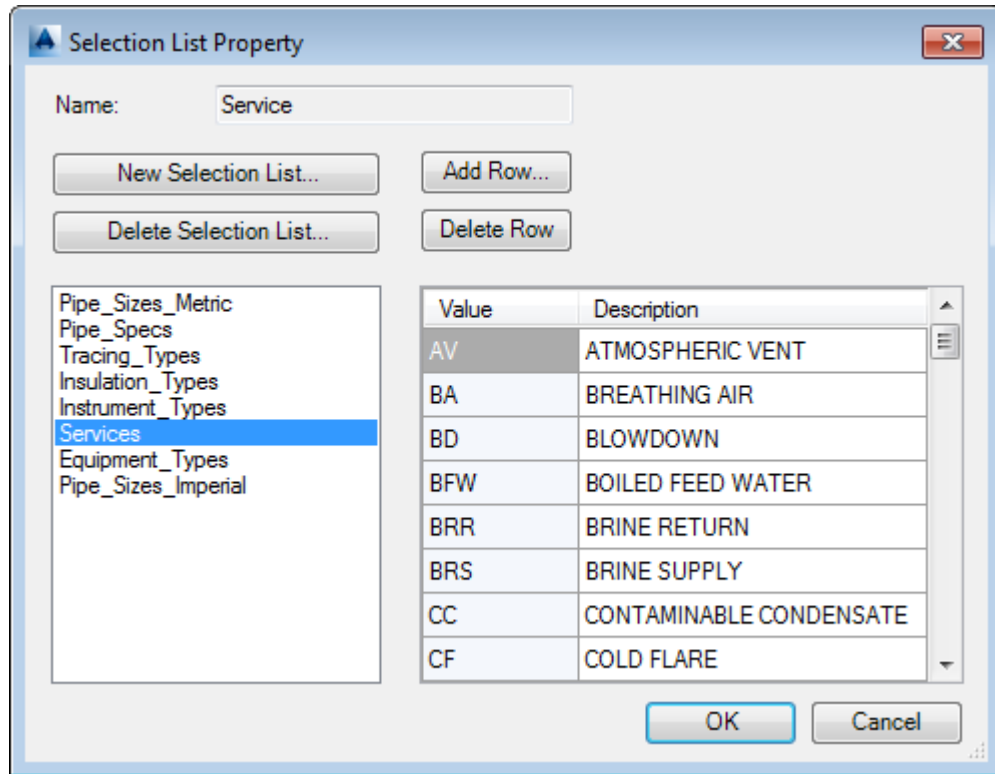 Selection List Property
Name: Service
New Selection List... Add Row...
Delete Selection List... Delete Row
Pipe_Sizes_Metric
Pipe_Specs
Tracing_Types
Insulation_Types
Instrument_Types
Services
Equipment_Types
Pipe_Sizes_Imperial
Value Description
AV ATMOSPHERIC VENT
BA BREATHING AIR
BD BLOWDOWN
BFW BOILED FEED WATER
BRR BRINE RETURN
BRS BRINE SUPPLY
CC CONTAMINABLE CONDENSATE
CF COLD FLARE
OK Cancel